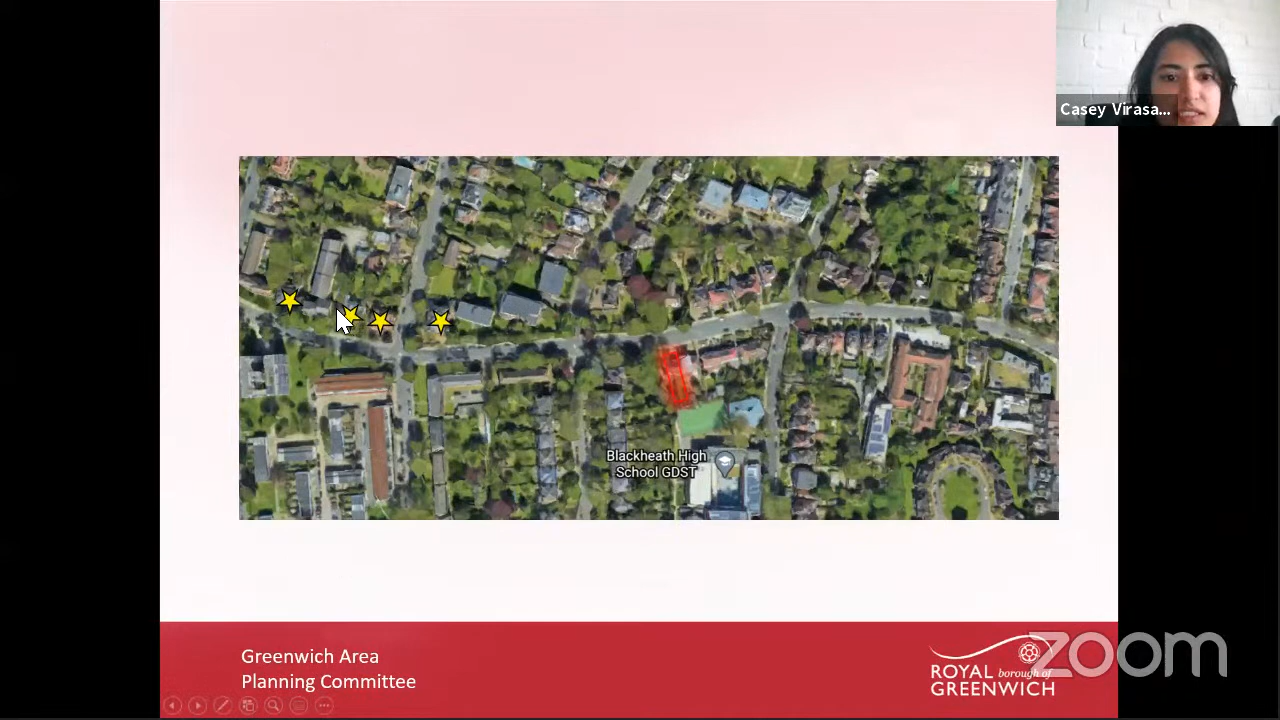 Casey Virasa...
Blackheath High
School GDST
Greenwich Area
Planning Committee
ROYAL borough of
GREENWICH
zoom